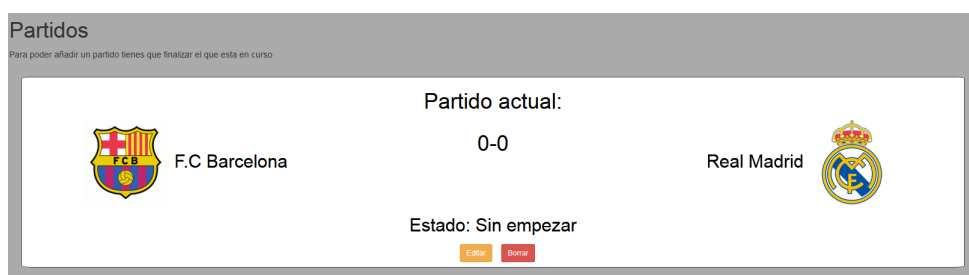 Partidos
Para poder añadir un partido tienes que finalizar el que esta en curso
Partido actual:
0-0
FCB
F.C Barcelona
Real Madrid
Estado: Sin empezar
Editar
Borrar